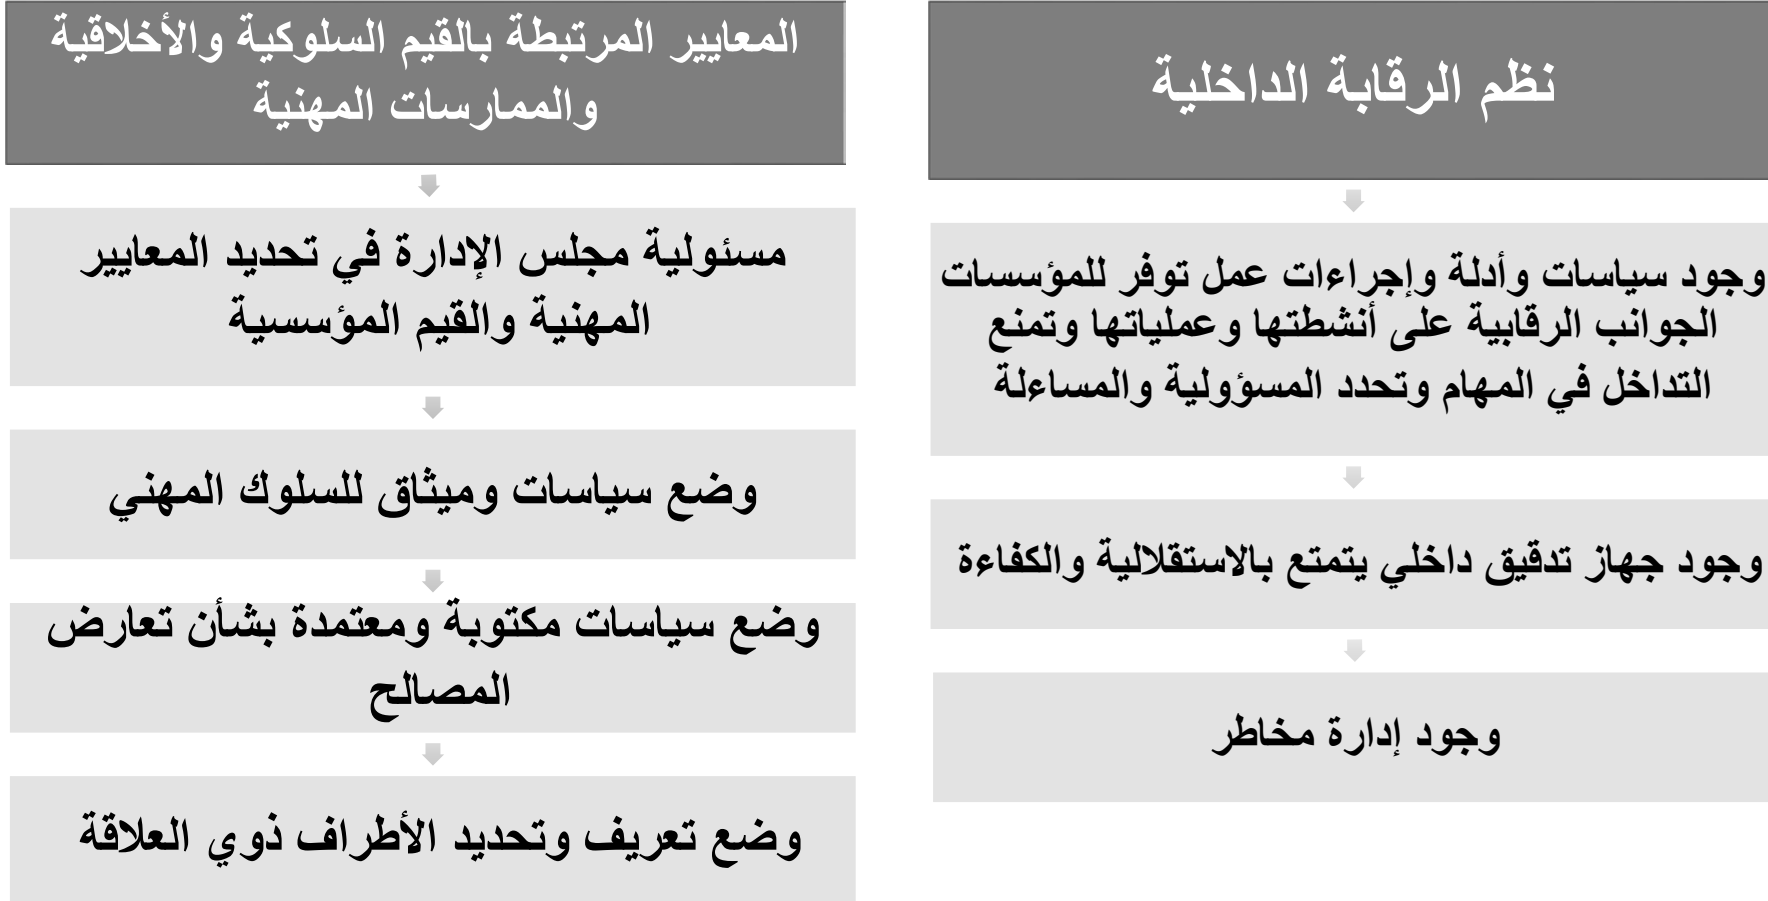 نظم الرقابة الداخلية
وجود سياسات وأدلة وإجراءات عمل توفر للمؤسسات
الجوانب الرقابية على أنشطتها وعملياتها وتمنع
التداخل في المهام وتحدد المسؤولية والمساءلة
وجود جهاز تدقيق داخلي يتمتع بالاستقلالية والكفاءة
وجود إدارة مخاطر
المعايير المرتبطة بالقيم السلوكية والأخلاقية
والممارسات المهنية
مسئولية مجلس الإدارة في تحديد المعايير
المهنية والقيم المؤسسية
وضع سياسات وميثاق للسلوك المهني
وضع سياسات مكتوبة ومعتمدة بشأن تعارض
المصالح
وضع تعريف وتحديد الأطراف ذوي العلاقة